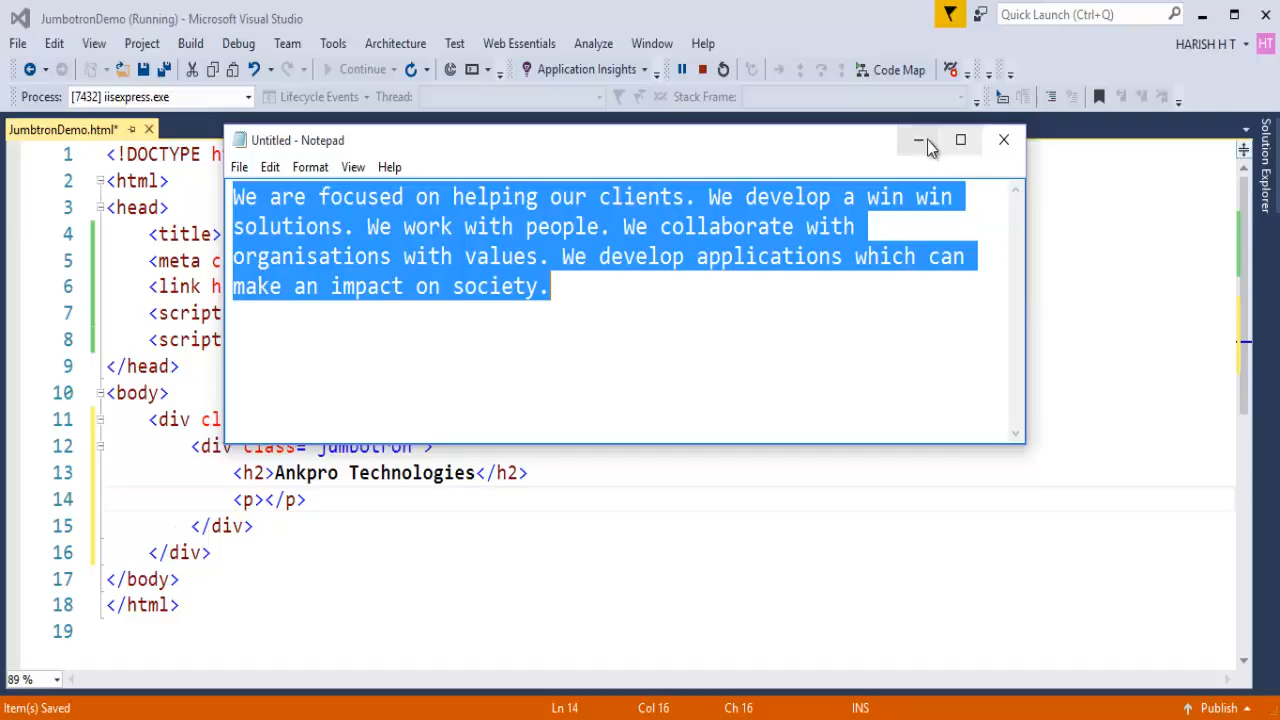 JumbotronDemo (Running) - Microsoft Visual Studio
Quick Launch (Ctrl+Q)
File Edit View Project Build Debug Team Tools Architecture Test Web Essentials Analyze Window Help
HARISH H T HT
Continue Application Insights Code Map
Process: [7432] iisexpress.exe Lifecycle Events Thread: Stack Frame:
JumbtronDemo.html*
Solution Explorer
Untitled - Notepad
File Edit Format View Help
We are focused on helping our clients. We develop a win win
solutions. We work with people. We collaborate with
organisations with values. We develop applications which can
make an impact on society.
1 <!DOCTYPE h
2 <html>
3 <head>
4 <title>
5 <meta c
6 <link h
7 <script
8 <script
9 </head>
10 <body>
11 <div cl
12 <div class="jumbotron">
13 <h2>Ankpro Technologies</h2>
14 <p></p>
15 </div>
16 </div>
17 </body>
18 </html>
19
89 %
Item(s) Saved Ln 14 Col 16 Ch 16 INS Publish